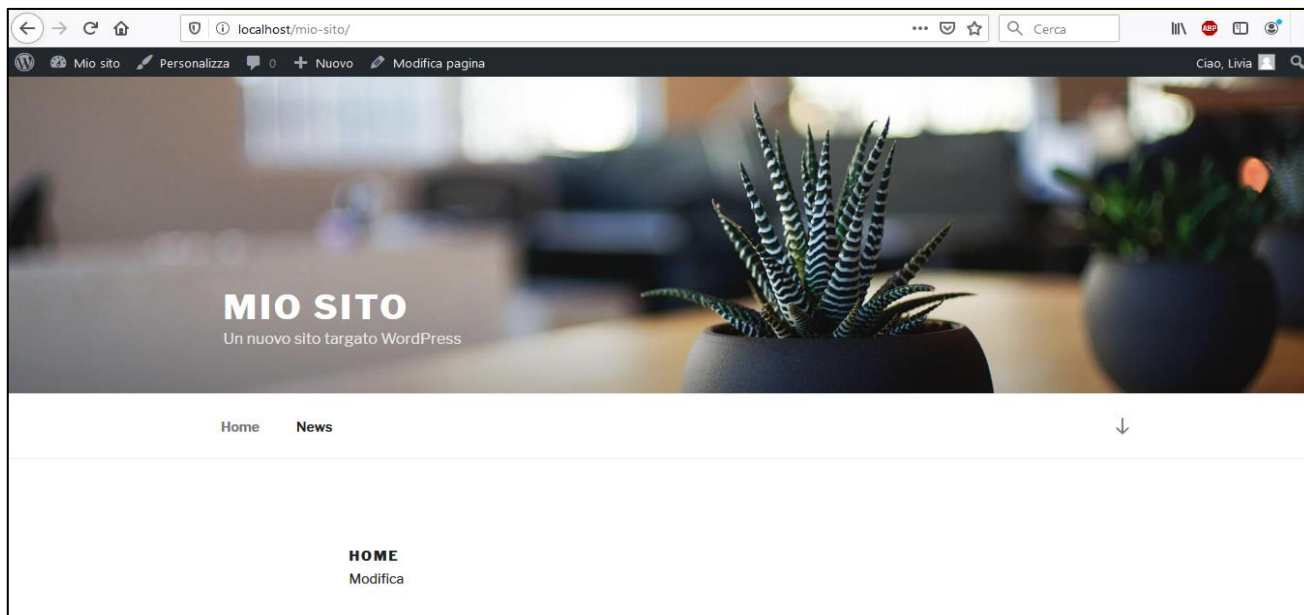 localhost/mio-sito/
Cerca
ABP
Mio sito Personalizza 0 Nuovo Modifica pagina Ciao, Livia
MIO SITO
Un nuovo sito targato WordPress
Home News
HOME
Modifica